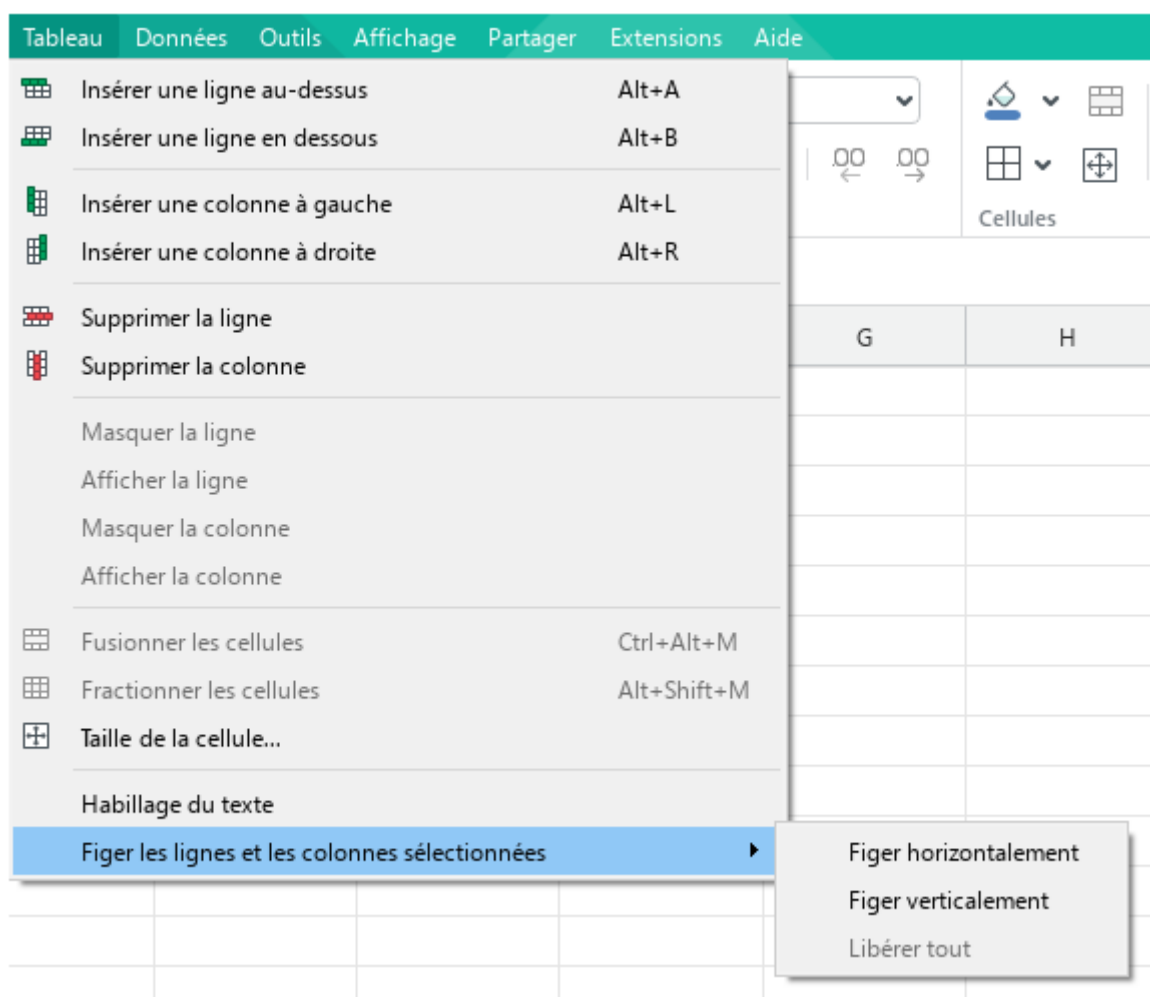 Tableau Données Outils Affichage Partager Extensions Aide
Insérer une ligne au-dessus Alt+A
Insérer une ligne en dessous Alt+B
.00 .00
Insérer une colonne à gauche Alt+L
Cellules
Insérer une colonne à droite Alt+R
Supprimer la ligne
G H
Supprimer la colonne
Masquer la ligne
Afficher la ligne
Masquer la colonne
Afficher la colonne
Fusionner les cellules Ctrl+Alt+M
Fractionner les cellules Alt+Shift+M
Taille de la cellule...
Habillage du texte
Figer les lignes et les colonnes sélectionnées
Figer horizontalement
Figer verticalement
Libérer tout